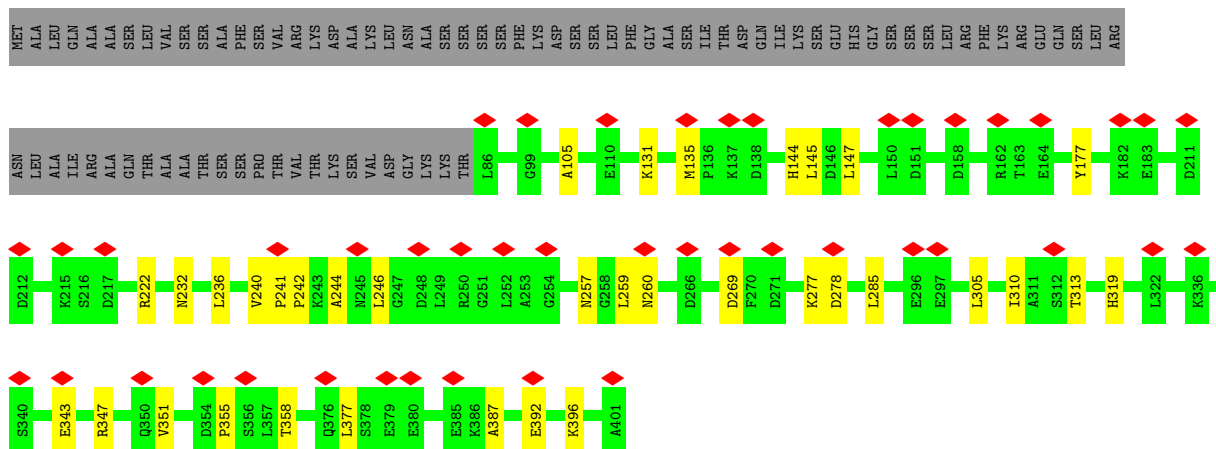 MET ALA LEU GLN ALA ALA SER LEU VAL SER SER ALA PHE SER VAL ARG LYS ASP ALA LYS LEU ASN ALA SER SER SER SER PHE LYS ASP SER SER LEU PHE GLY ALA SER ILE THR ASP GLN ILE LYS SER GLU HIS GLY SER SER SER LEU ARG PHE LYS ARG GLU GLN SER LEU ARG
ASN LEU ALA ILE ARG ALA GLN THR ALA ALA THR SER SER PRO THR VAL THR LYS SER VAL ASP GLY LYS LYS THR L86 G99 A105 E110 K131 M135 P136 K137 D138 H144 L145 D146 L147 L150 D151 D158 R162 T163 E164 Y177 K182 E183 D211
D212 K215 S216 D217 R222 N232 L236 V240 P241 P242 K243 A244 N245 L246 G247 D248 L249 R250 G251 L252 A253 G254 N257 G258 L259 N260 D266 D269 F270 D271 K277 D278 L285 E296 E297 L305 I310 A311 S312 T313 H319 L322 K336
S340 E343 R347 Q350 V351 D354 P355 S356 L357 T358 Q376 L377 S378 E379 E380 E385 K386 A387 E392 K396 A401